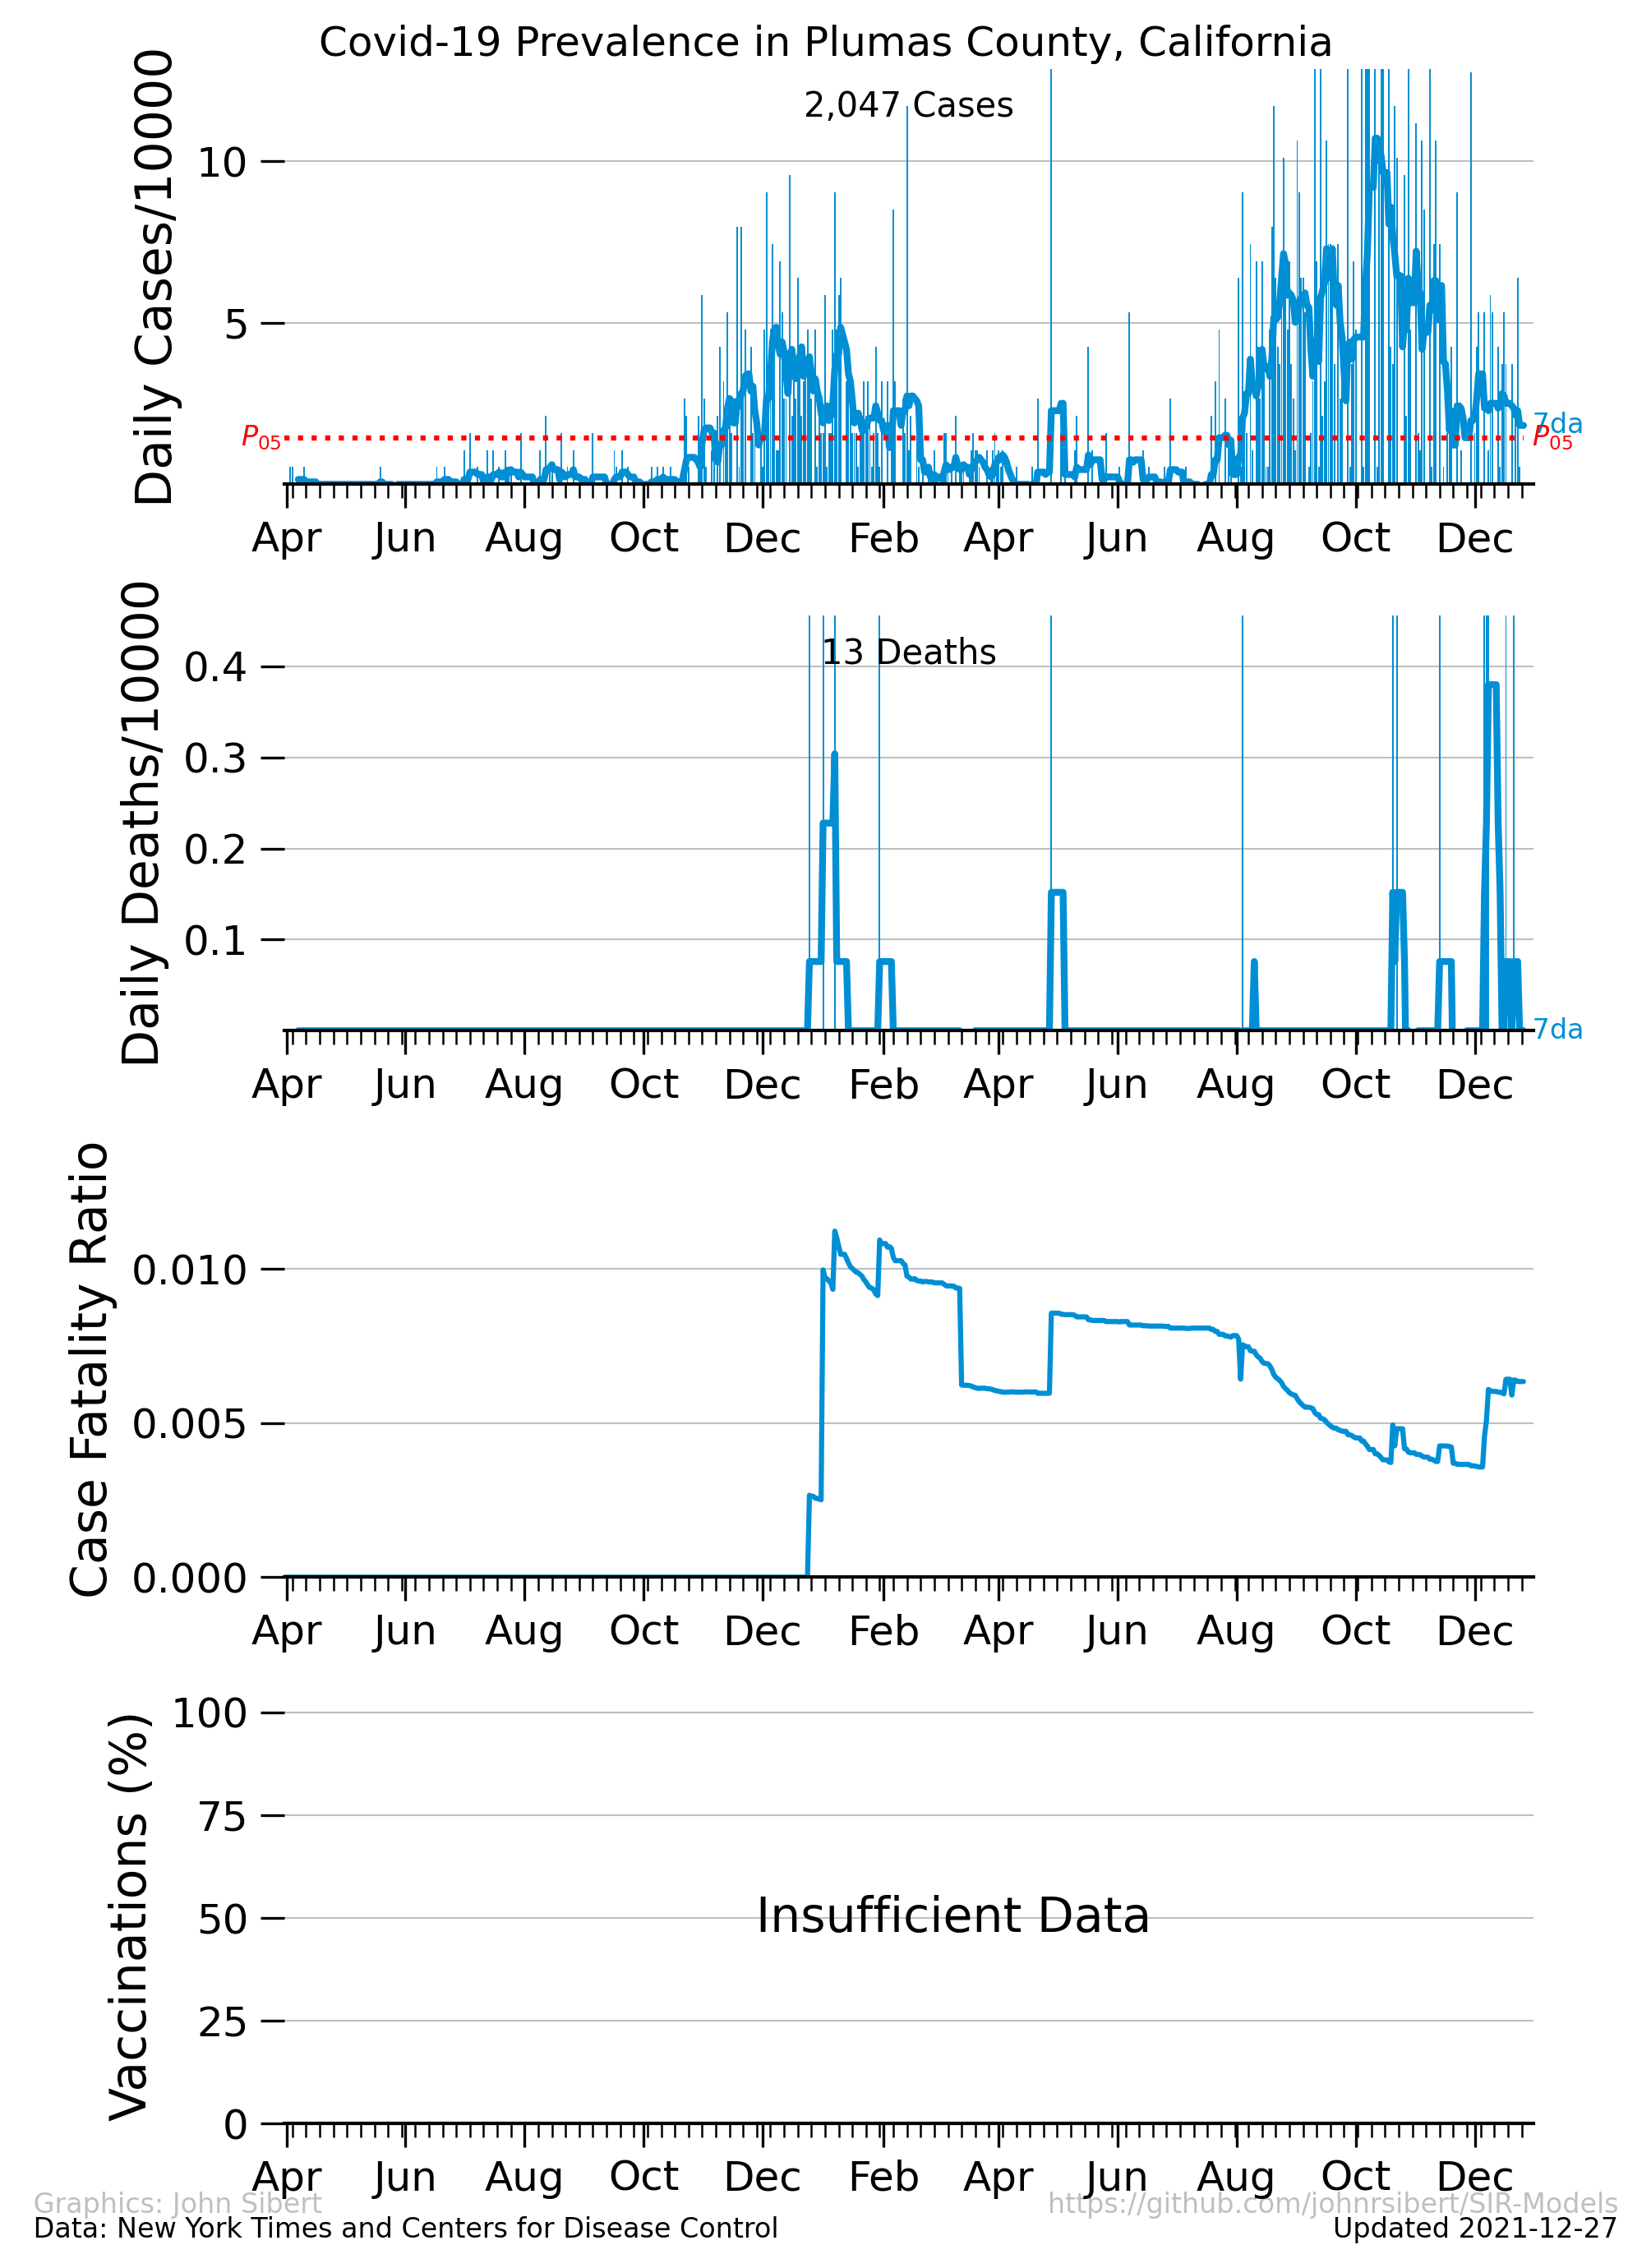 Covid-19 Prevalence in Plumas County, California
Daily Cases/10000
2,047 Cases
10
5
P05
7da
P05
Apr Jun Aug Oct Dec Feb Apr Jun Aug Oct Dec
Daily Deaths/10000
13 Deaths
0.4
0.3
0.2
0.1
7da
Apr Jun Aug Oct Dec Feb Apr Jun Aug Oct Dec
Case Fatality Ratio
0.010
0.005
0.000
Apr Jun Aug Oct Dec Feb Apr Jun Aug Oct Dec
Vaccinations (%)
100
75
50
25
0
Insufficient Data
Apr Jun Aug Oct Dec Feb Apr Jun Aug Oct Dec
Graphics: John Sibert
https://github.com/johnrsibert/SIR-Models
Data: New York Times and Centers for Disease Control
Updated 2021-12-27